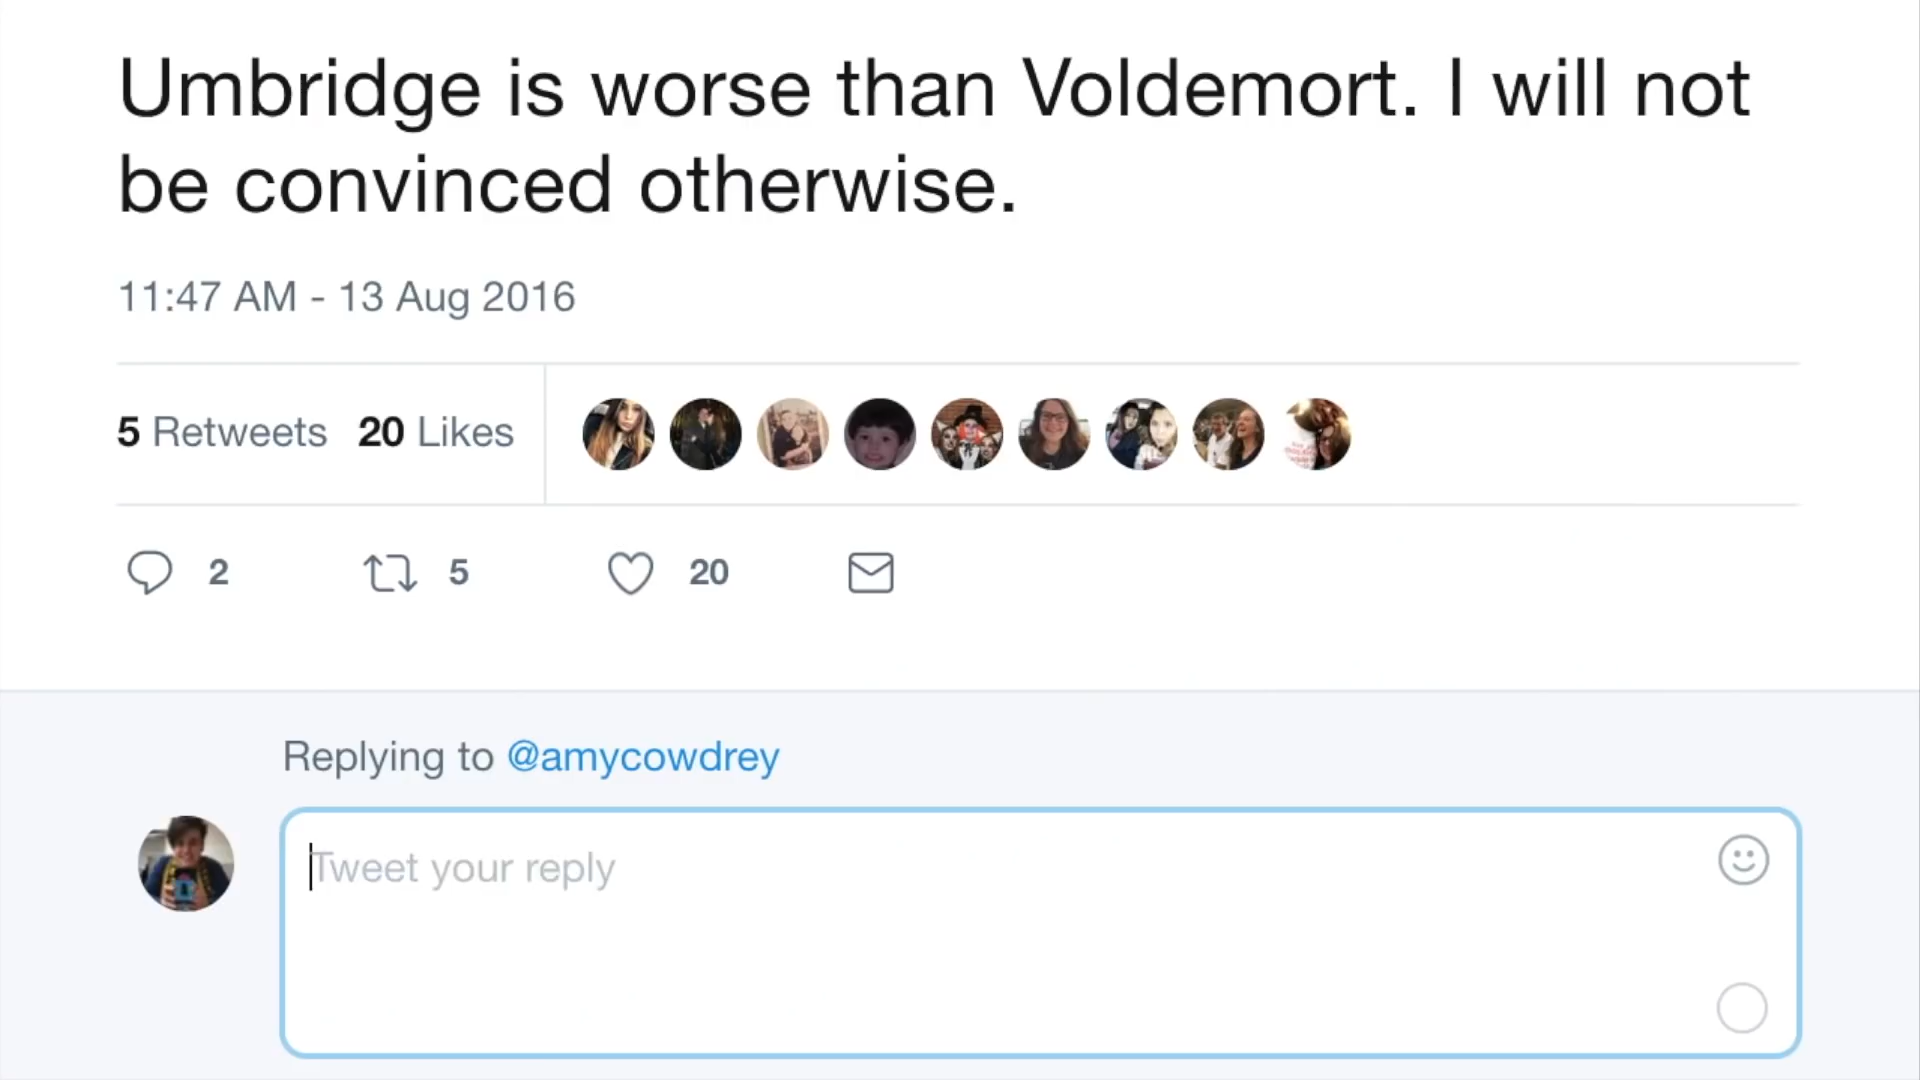 Umbridge is worse than Voldemort. I will not
be convinced otherwise.
11:47 AM - 13 Aug 2016
5 Retweets 20 Likes
2 5 20
Replying to @amycowdrey
Tweet your reply